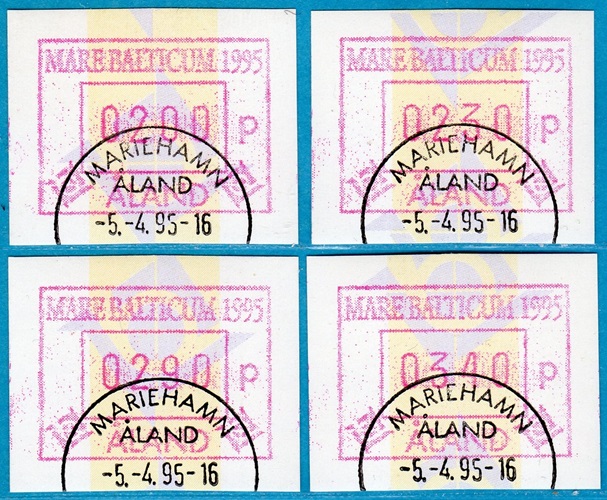 MARE BALTICUM 1995
0200 p
ÅLAND
MARIEHAMN
ÅLAND
-5.-4.95-16
MARE BALTICUM 1995
0230 p
ÅLAND
MARIEHAMN
ÅLAND
-5.-4.95-16
MARE BALTICUM 1995
0290 p
ÅLAND
MARIEHAMN
ÅLAND
-5.-4.95-16
MARE BALTICUM 1995
0340 p
ÅLAND
MARIEHAMN
ÅLAND
-5.-4.95-16